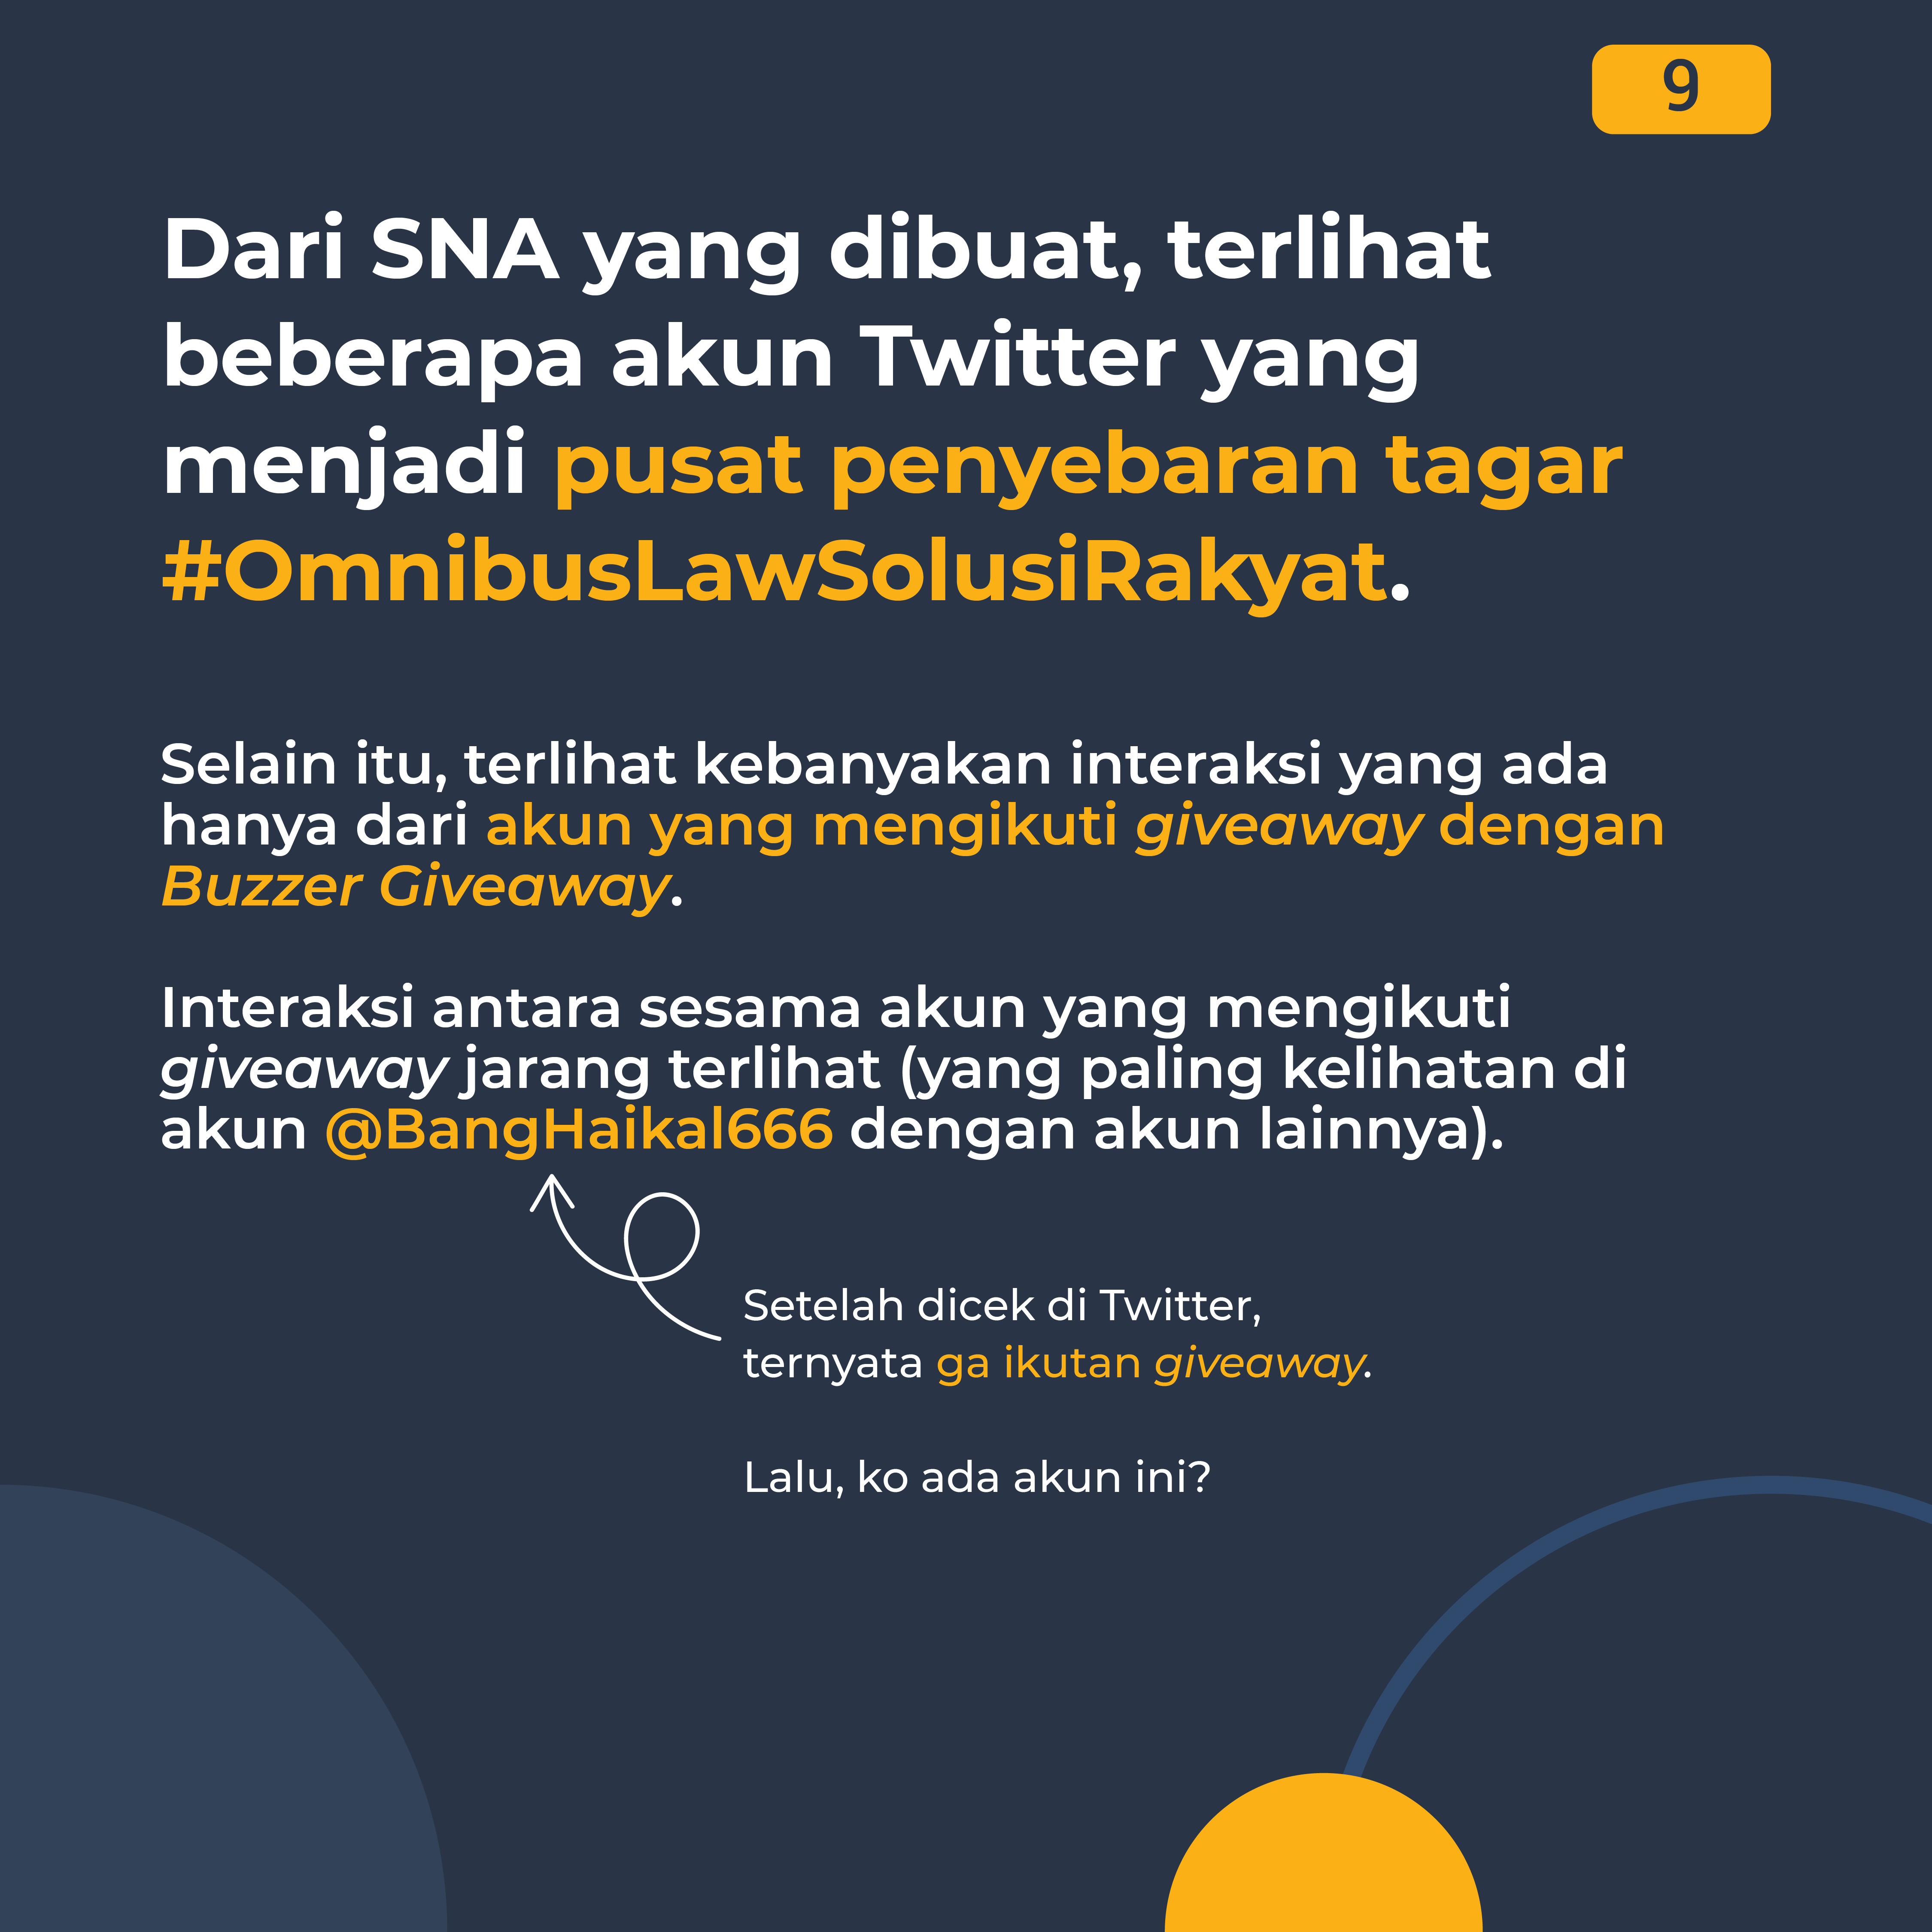 9
Dari SNA yang dibuat, terlihat
beberapa akun Twitter yang
menjadi pusat penyebaran tagar
#OmnibusLawSolusiRakyat.
Selain itu, terlihat kebanyakan interaksi yang ada
hanya dari akun yang mengikuti giveaway dengan
Buzzer Giveaway.
Interaksi antara sesama akun yang mengikuti
giveaway jarang terlihat (yang paling kelihatan di
akun @BangHaikal666 dengan akun lainnya).
Setelah dicek di Twitter,
ternyata ga ikutan giveaway.
Lalu, ko ada akun ini?